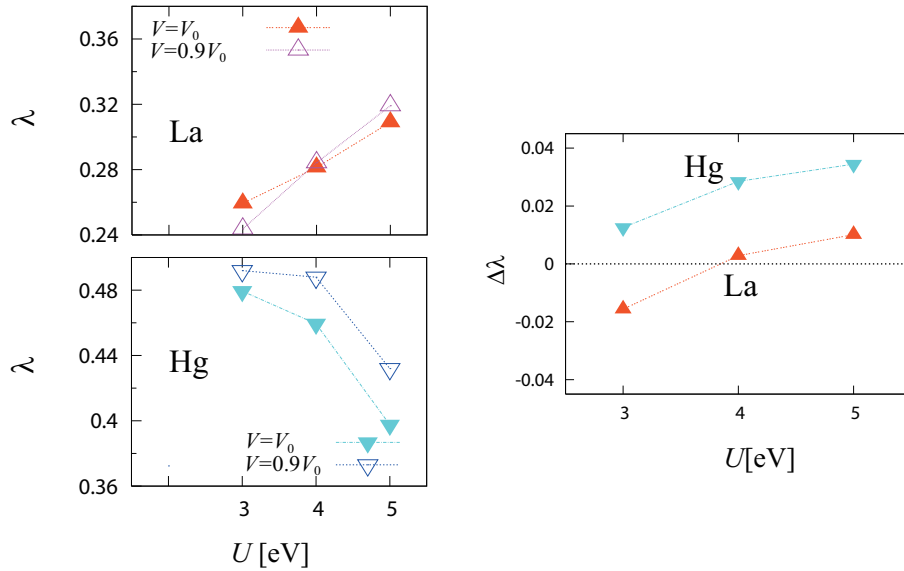 0.36
0.32
0.28
0.24
λ
V=V₀
V=0.9V₀
La
0.48
0.44
0.4
0.36
λ
Hg
V=V₀
V=0.9V₀
3 4 5
U [eV]
0.04
0.02
0
-0.02
-0.04
Δλ
Hg
La
3 4 5
U[eV]